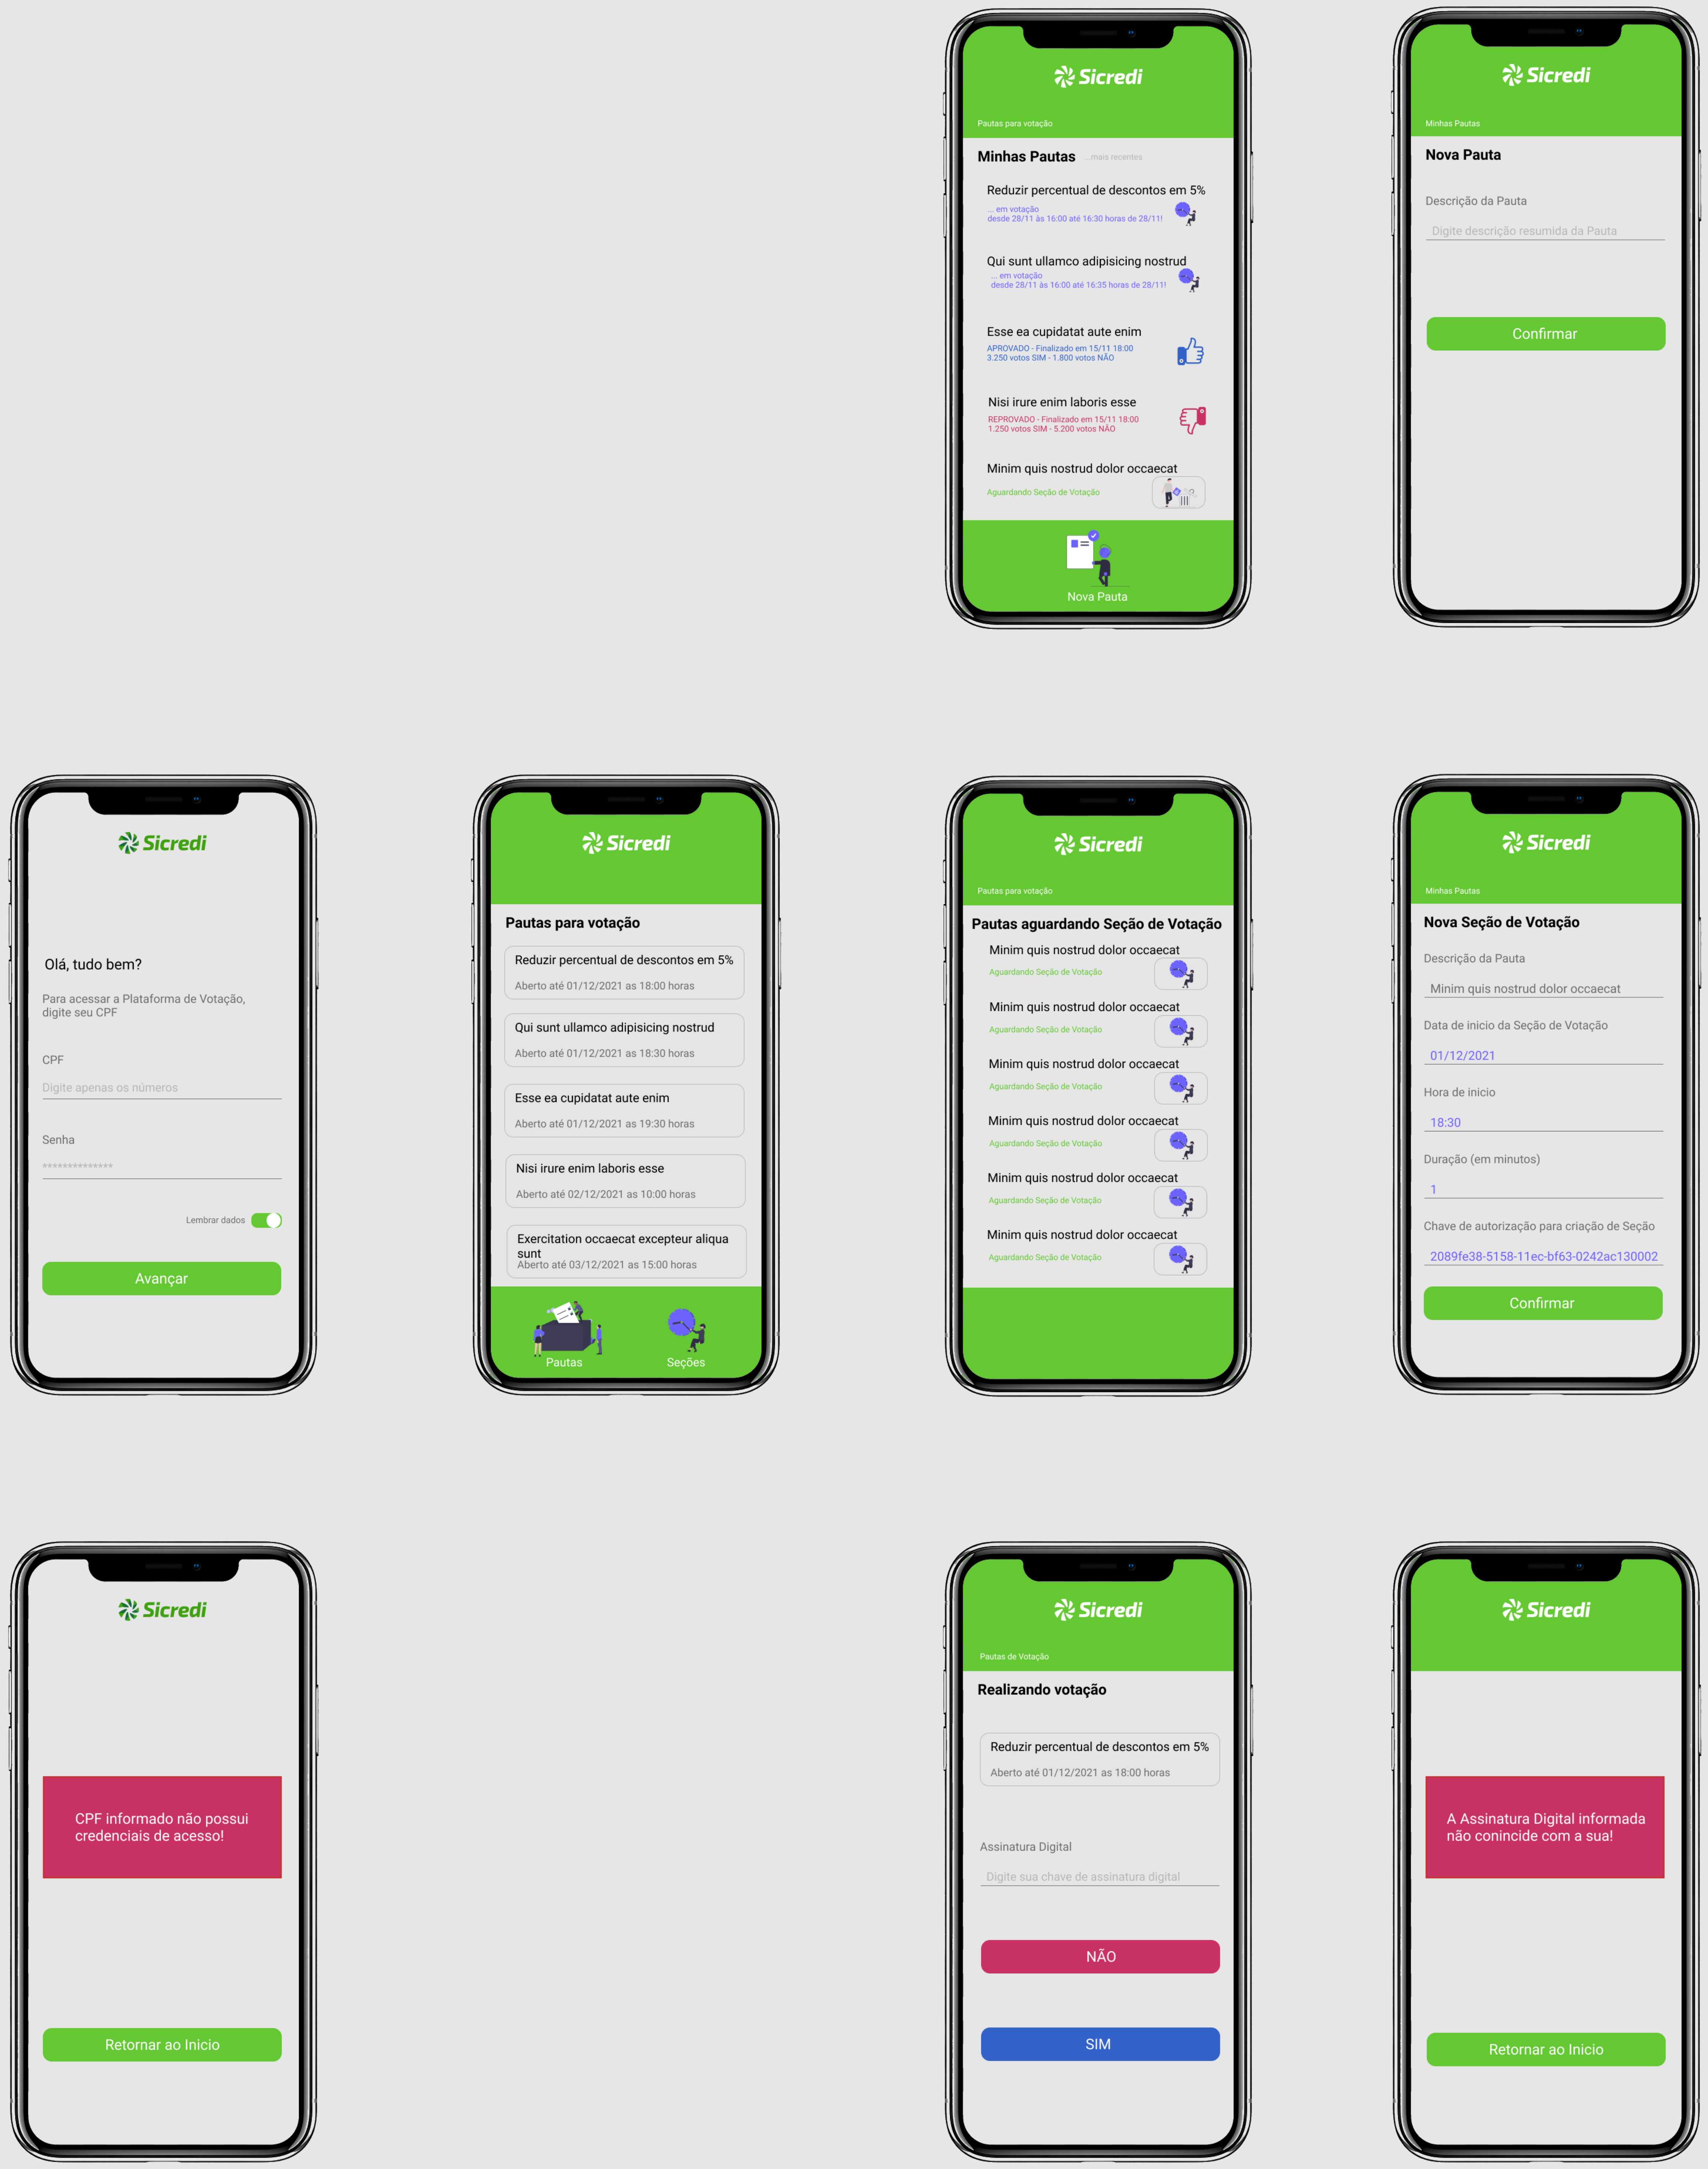 Sicredi
Pautas para votação
Minhas Pautas ...mais recentes
Reduzir percentual de descontos em 5%
... em votação
desde 28/11 às 16:00 até 16:30 horas de 28/11!
Qui sunt ullamco adipisicing nostrud
... em votação
desde 28/11 às 16:00 até 16:35 horas de 28/11!
Esse ea cupidatat aute enim
APROVADO - Finalizado em 15/11 18:00
3.250 votos SIM - 1.800 votos NÃO
Nisi irure enim laboris esse
REPROVADO - Finalizado em 15/11 18:00
1.250 votos SIM - 5.200 votos NÃO
Minim quis nostrud dolor occaecat
Aguardando Seção de Votação
Nova Pauta
Sicredi
Minhas Pautas
Nova Pauta
Descrição da Pauta
Digite descrição resumida da Pauta
Confirmar
Sicredi
Olá, tudo bem?
Para acessar a Plataforma de Votação,
digite seu CPF
CPF
Digite apenas os números
Senha
**************
Lembrar dados
Avançar
Sicredi
Pautas para votação
Reduzir percentual de descontos em 5%
Aberto até 01/12/2021 as 18:00 horas
Qui sunt ullamco adipisicing nostrud
Aberto até 01/12/2021 as 18:30 horas
Esse ea cupidatat aute enim
Aberto até 01/12/2021 as 19:30 horas
Nisi irure enim laboris esse
Aberto até 02/12/2021 as 10:00 horas
Exercitation occaecat excepteur aliqua
sunt
Aberto até 03/12/2021 as 15:00 horas
Pautas
Seções
Sicredi
Pautas para votação
Pautas aguardando Seção de Votação
Minim quis nostrud dolor occaecat
Aguardando Seção de Votação
Minim quis nostrud dolor occaecat
Aguardando Seção de Votação
Minim quis nostrud dolor occaecat
Aguardando Seção de Votação
Minim quis nostrud dolor occaecat
Aguardando Seção de Votação
Minim quis nostrud dolor occaecat
Aguardando Seção de Votação
Minim quis nostrud dolor occaecat
Aguardando Seção de Votação
Sicredi
Minhas Pautas
Nova Seção de Votação
Descrição da Pauta
Minim quis nostrud dolor occaecat
Data de inicio da Seção de Votação
01/12/2021
Hora de inicio
18:30
Duração (em minutos)
1
Chave de autorização para criação de Seção
2089fe38-5158-11ec-bf63-0242ac130002
Confirmar
Sicredi
CPF informado não possui
credenciais de acesso!
Retornar ao Inicio
Sicredi
Pautas de Votação
Realizando votação
Reduzir percentual de descontos em 5%
Aberto até 01/12/2021 as 18:00 horas
Assinatura Digital
Digite sua chave de assinatura digital
NÃO
SIM
Sicredi
A Assinatura Digital informada
não conincide com a sua!
Retornar ao Inicio